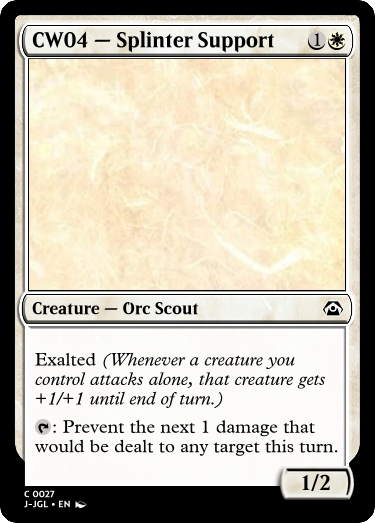 CW04 — Splinter Support 1
Creature — Orc Scout
Exalted (Whenever a creature you
control attacks alone, that creature gets
+1/+1 until end of turn.)
: Prevent the next 1 damage that
would be dealt to any target this turn.
1/2
C 0027
J-JGL • EN